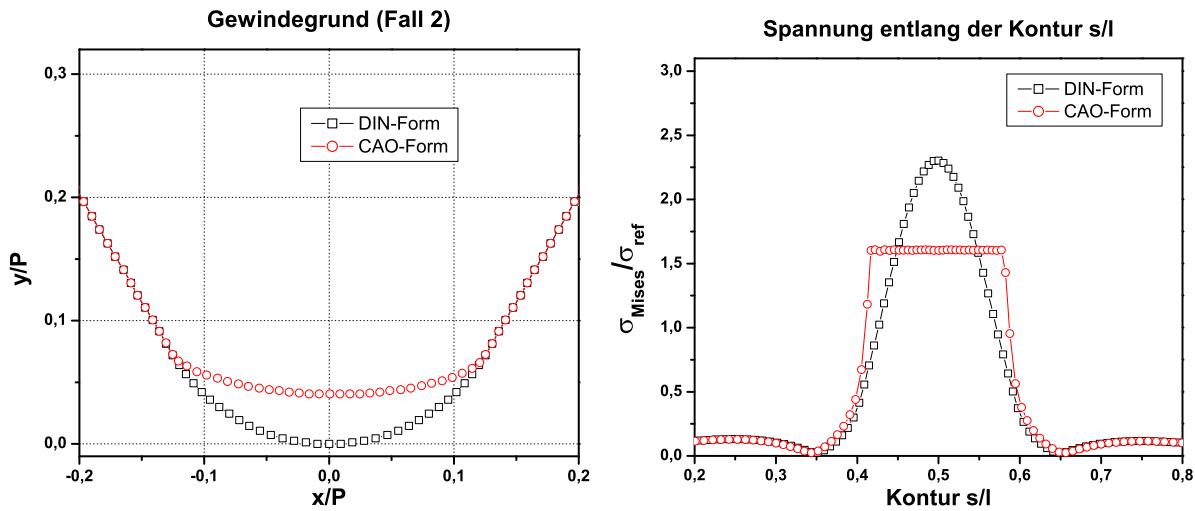 Gewindegrund (Fall 2)
0,3
0,2
0,1
0,0
y/P
DIN-Form
CAO-Form
-0,2 -0,1 0,0 0,1 0,2
x/P
Spannung entlang der Kontur s/l
3,0
2,5
2,0
1,5
1,0
0,5
0,0
σMises/σref
DIN-Form
CAO-Form
0,2 0,3 0,4 0,5 0,6 0,7 0,8
Kontur s/l